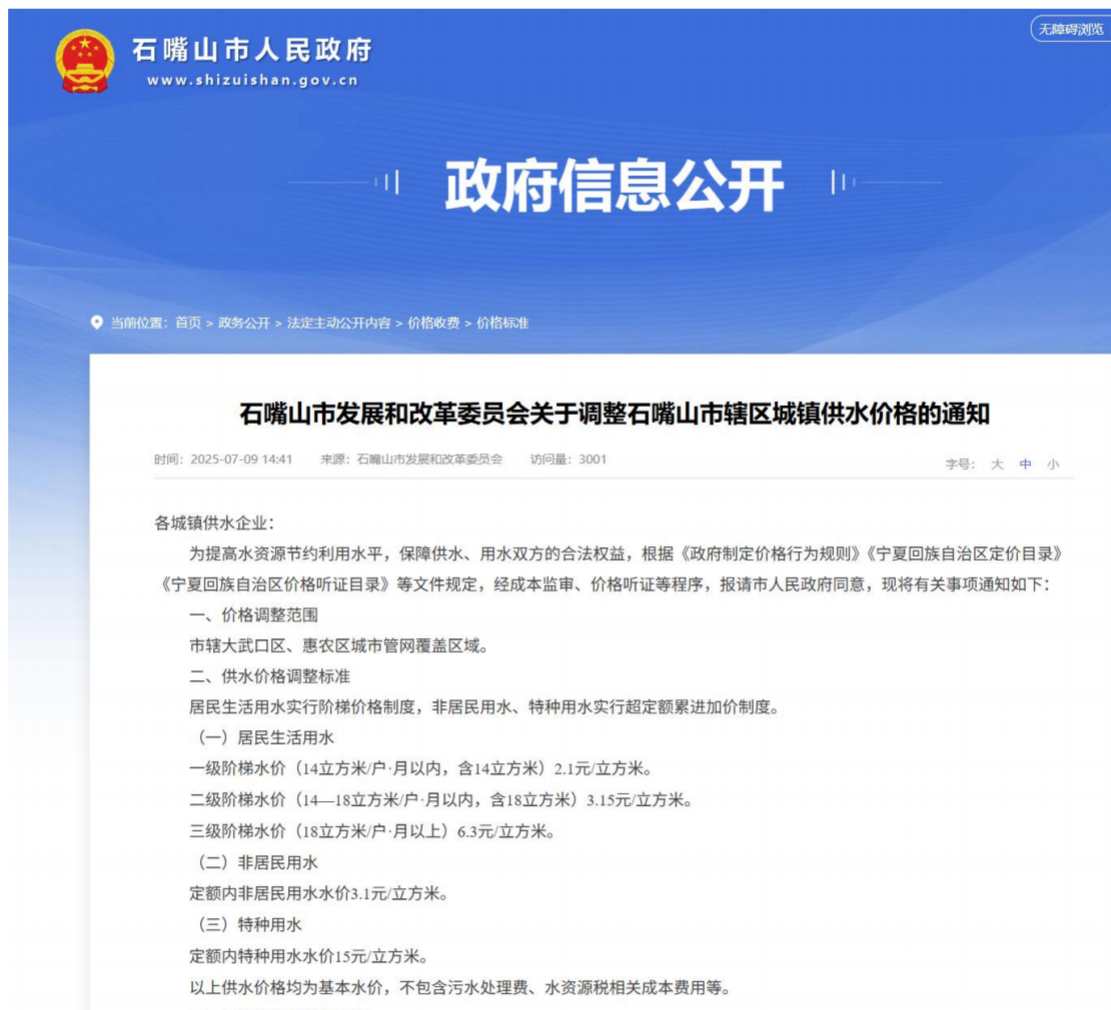 无障碍浏览
石嘴山市人民政府
www.shizuishan.gov.cn
政府信息公开
当前位置：首页 > 政务公开 > 法定主动公开内容 > 价格收费 > 价格标准
石嘴山市发展和改革委员会关于调整石嘴山市辖区城镇供水价格的通知
时间：2025-07-09 14:41 来源：石嘴山市发展和改革委员会 访问量：3001
字号： 大 中 小
各城镇供水企业：
为提高水资源节约利用水平，保障供水、用水双方的合法权益，根据《政府制定价格行为规则》《宁夏回族自治区定价目录》
《宁夏回族自治区价格听证目录》等文件规定，经成本监审、价格听证等程序，报请市人民政府同意，现将有关事项通知如下：
一、价格调整范围
市辖大武口区、惠农区城市管网覆盖区域。
二、供水价格调整标准
居民生活用水实行阶梯价格制度，非居民用水、特种用水实行超定额累进加价制度。
（一）居民生活用水
一级阶梯水价（14立方米/户·月以内，含14立方米）2.1元/立方米。
二级阶梯水价（14—18立方米/户·月以内，含18立方米）3.15元/立方米。
三级阶梯水价（18立方米/户·月以上）6.3元/立方米。
（二）非居民用水
定额内非居民用水水价3.1元/立方米。
（三）特种用水
定额内特种用水水价15元/立方米。
以上供水价格均为基本水价，不包含污水处理费、水资源税相关成本费用等。